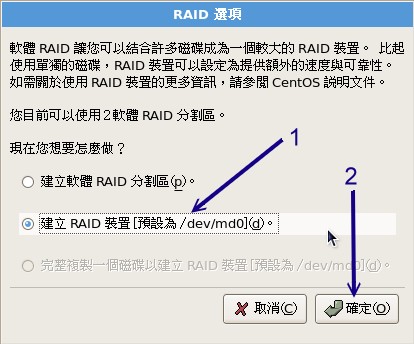 RAID 選項
軟體 RAID 讓您可以結合許多磁碟成為一個較大的 RAID 裝置。 比起
使用單獨的磁碟，RAID 裝置可以設定為提供額外的速度與可靠性。
如需關於使用 RAID 裝置的更多資訊，請參閱 CentOS 說明文件。
您目前可以使用 2 軟體 RAID 分割區。
現在您想要怎麼做？
1
建立軟體 RAID 分割區(p)。
2
建立 RAID 裝置 [預設為 /dev/md0](d)。
完整複製一個磁碟以建立 RAID 裝置 [預設為 /dev/md0](d)。
取消(C)
確定(O)